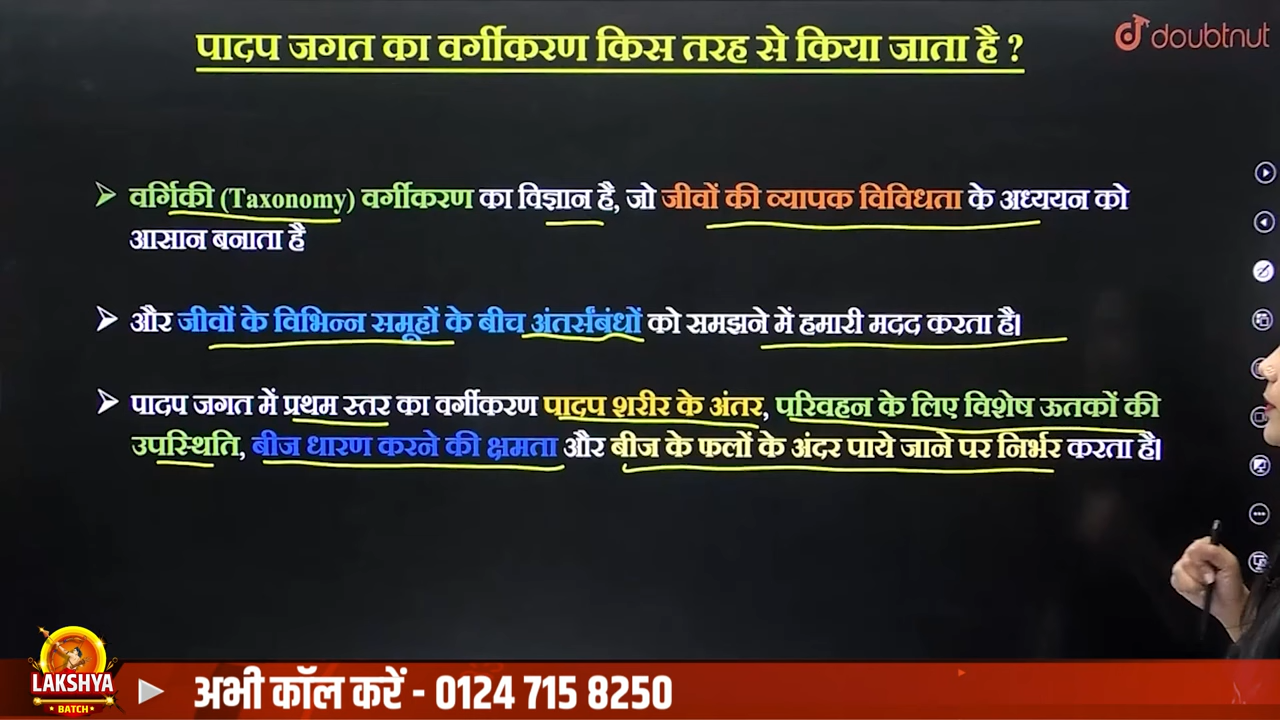 पादप जगत का वर्गीकरण किस तरह से किया जाता है ?
doubtnut
➢ वर्गिकी (Taxonomy) वर्गीकरण का विज्ञान है, जो जीवों की व्यापक विविधता के अध्ययन को
आसान बनाता है
➢ और जीवों के विभिन्न समूहों के बीच अंतर्संबंधों को समझने में हमारी मदद करता है।
➢ पादप जगत में प्रथम स्तर का वर्गीकरण पादप शरीर के अंतर, परिवहन के लिए विशेष ऊतकों की
उपस्थिति, बीज धारण करने की क्षमता और बीज के फलों के अंदर पाये जाने पर निर्भर करता है।
LAKSHYA
BATCH
अभी कॉल करें - 0124 715 8250